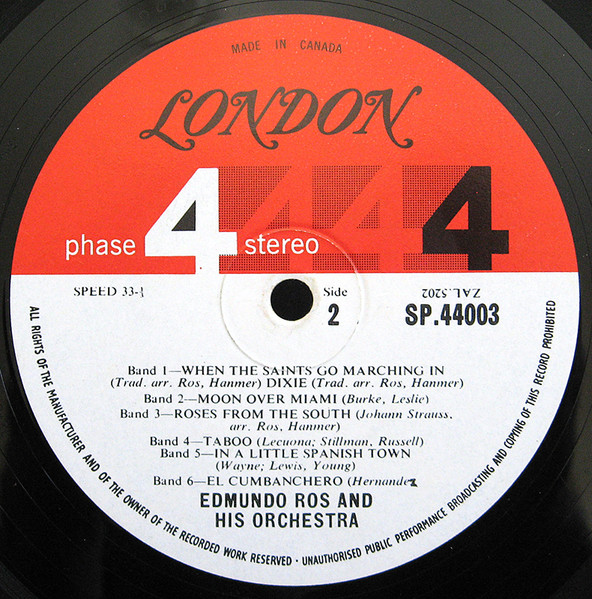 MADE IN CANADA
LONDON
phase 4 stereo 4 4 4
SPEED 33-⅓
Side
2
ZAL.5202
SP.44003
Band 1—WHEN THE SAINTS GO MARCHING IN
(Trad. arr. Ros, Hanmer) DIXIE (Trad. arr. Ros, Hanmer)
Band 2—MOON OVER MIAMI (Burke, Leslie)
Band 3—ROSES FROM THE SOUTH (Johann Strauss,
arr. Ros, Hanmer)
Band 4—TABOO (Lecuona; Stillman, Russell)
Band 5—IN A LITTLE SPANISH TOWN
(Wayne; Lewis, Young)
Band 6—EL CUMBANCHERO (Hernandez
EDMUNDO ROS AND
HIS ORCHESTRA
ALL RIGHTS OF THE MANUFACTURER AND OF THE OWNER OF THE RECORDED WORK RESERVED · UNAUTHORISED PUBLIC PERFORMANCE BROADCASTING AND COPYING OF THIS RECORD PROHIBITED